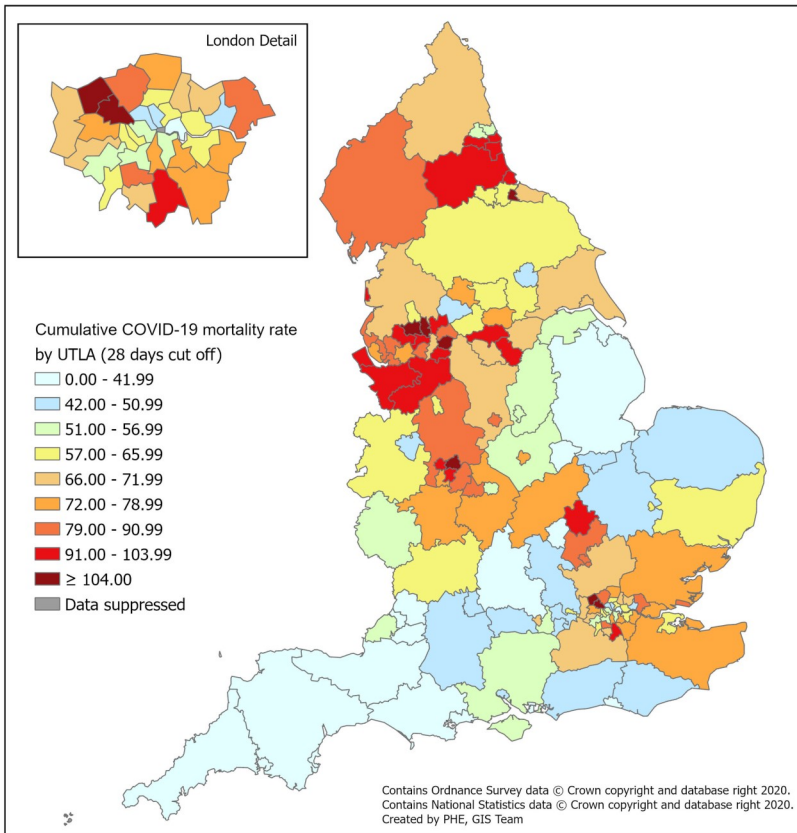 London Detail
Cumulative COVID-19 mortality rate
by UTLA (28 days cut off)
0.00 - 41.99
42.00 - 50.99
51.00 - 56.99
57.00 - 65.99
66.00 - 71.99
72.00 - 78.99
79.00 - 90.99
91.00 - 103.99
≥ 104.00
Data suppressed
Contains Ordnance Survey data © Crown copyright and database right 2020.
Contains National Statistics data © Crown copyright and database right 2020.
Created by PHE, GIS Team